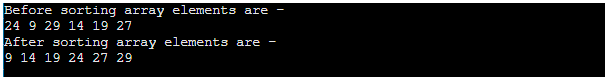 Before sorting array elements are -
24 9 29 14 19 27
After sorting array elements are -
9 14 19 24 27 29